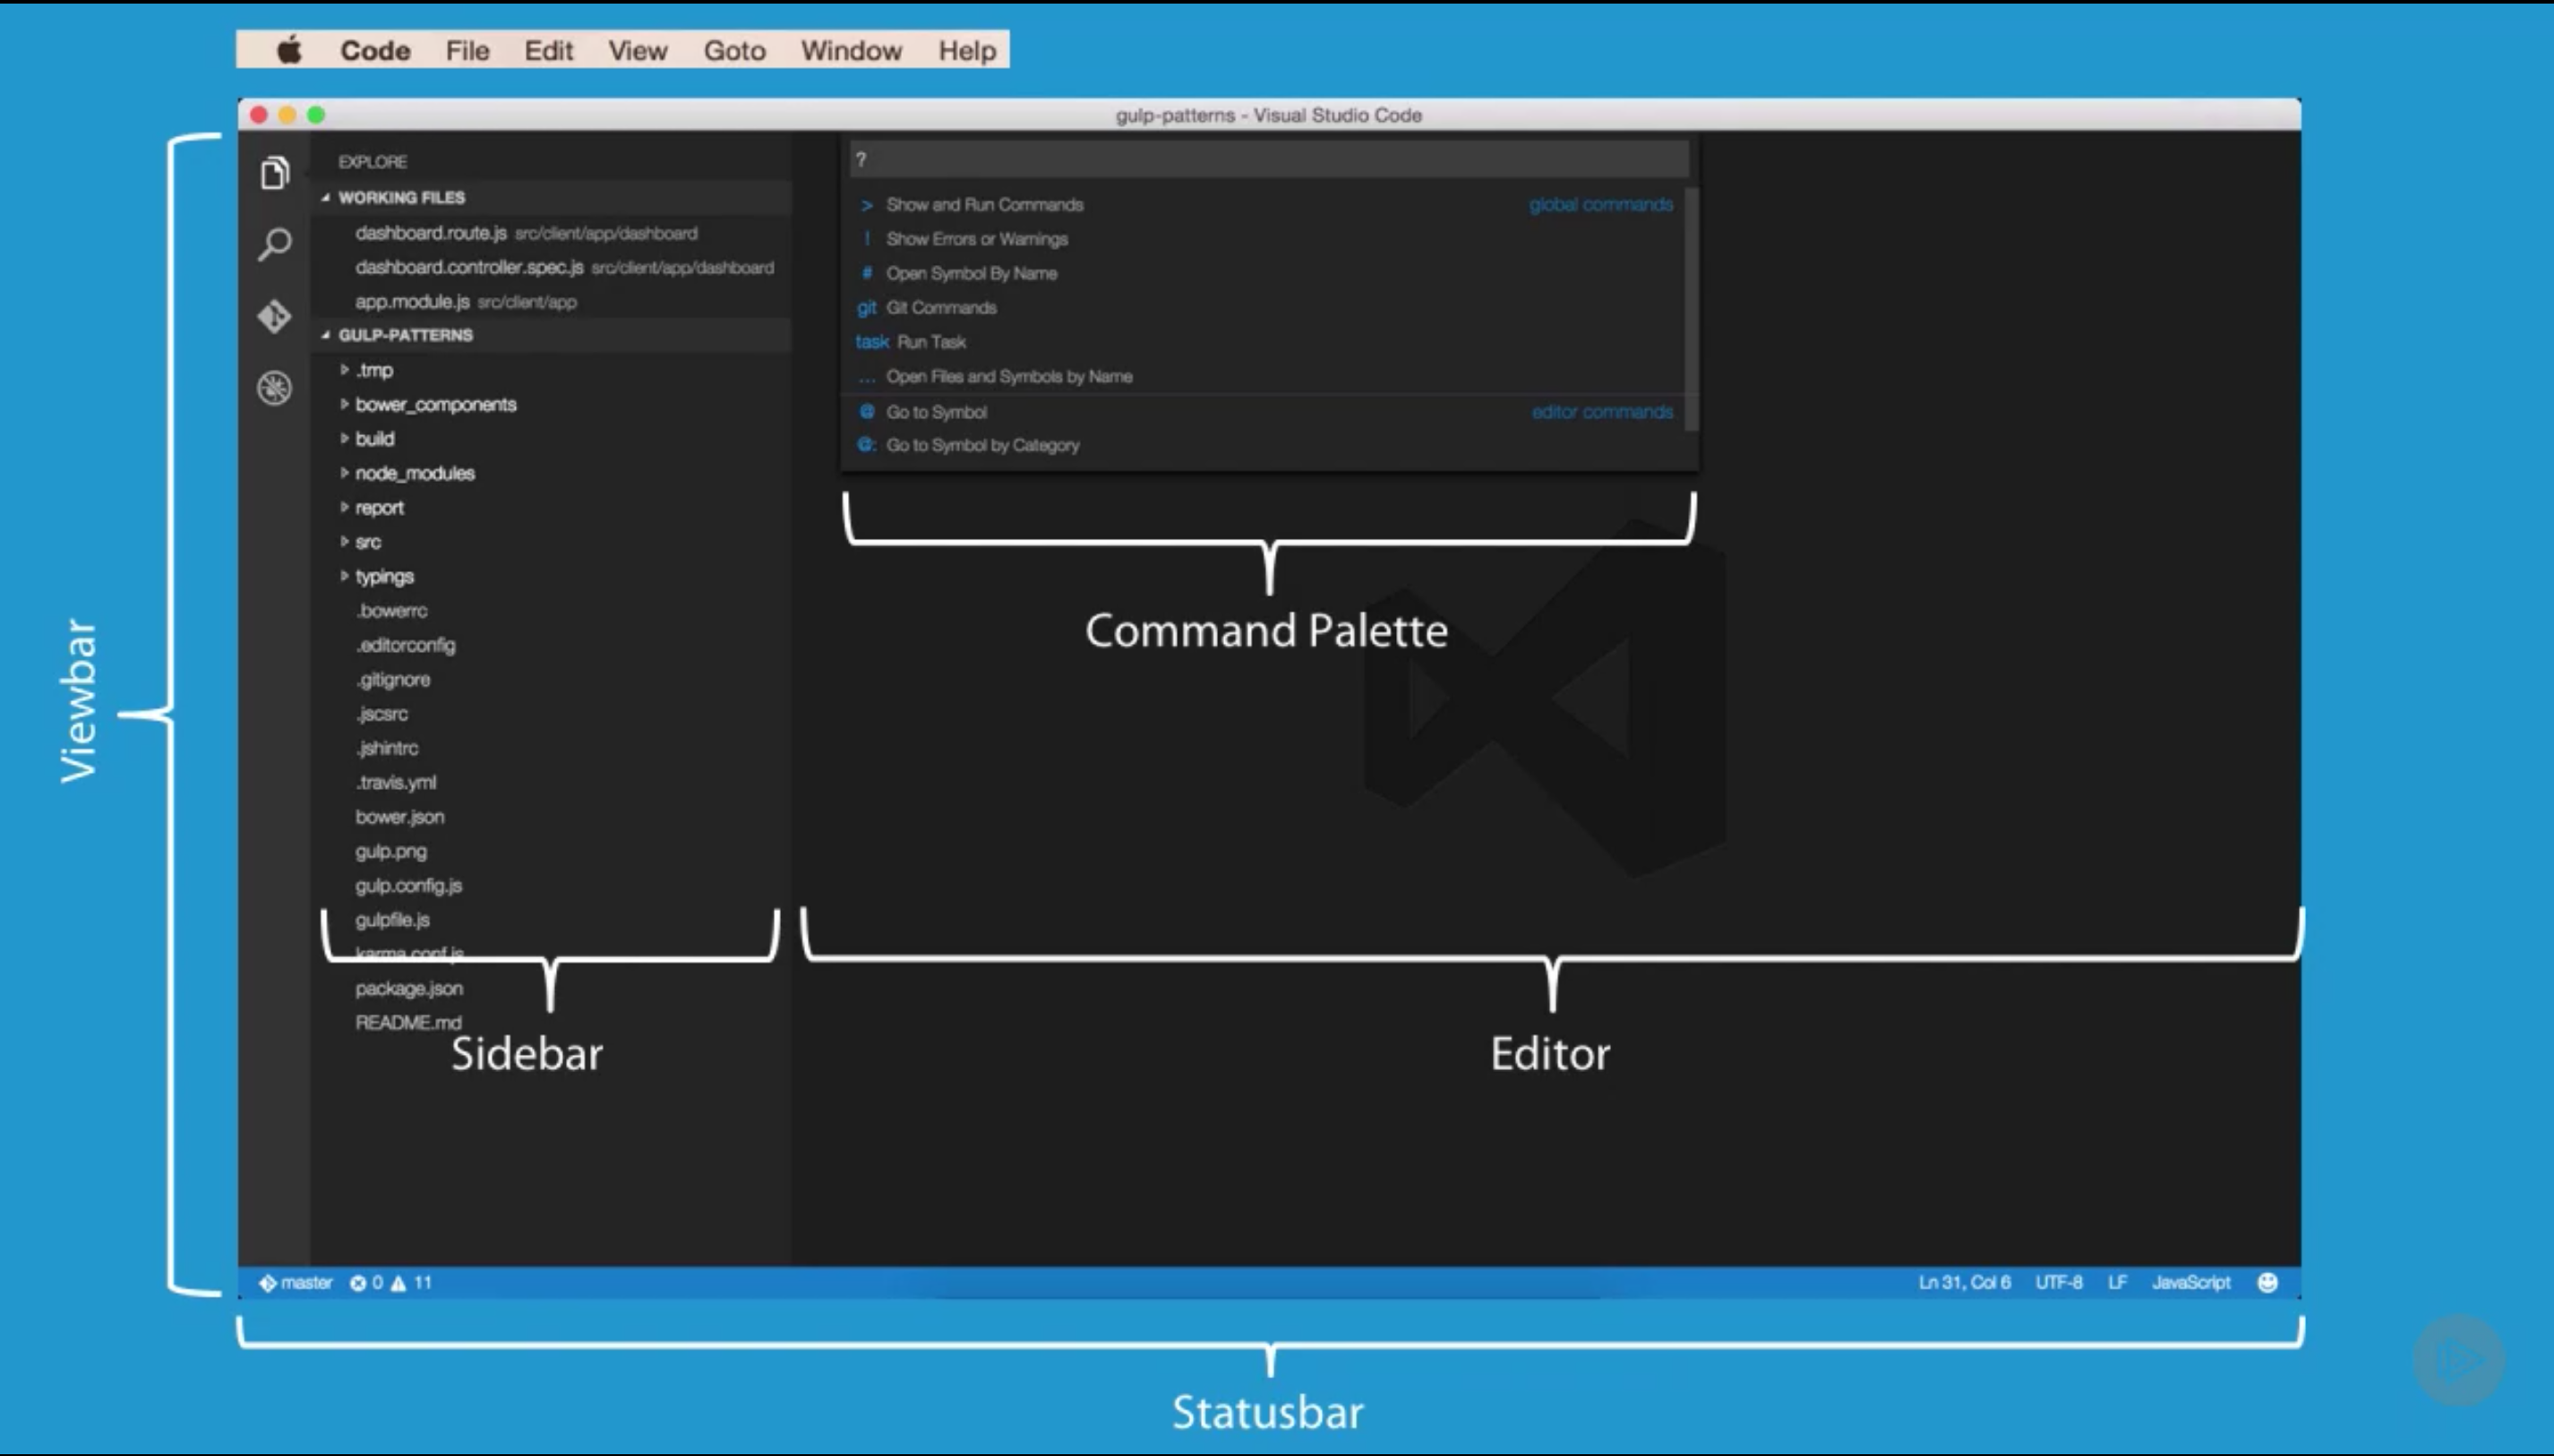 Code File Edit View Goto Window Help
gulp-patterns - Visual Studio Code
EXPLORE
WORKING FILES
dashboard.route.js src/client/app/dashboard
dashboard.controller.spec.js src/client/app/dashboard
app.module.js src/client/app
GULP-PATTERNS
.tmp
bower_components
build
node_modules
report
src
typings
.bowerrc
.editorconfig
.gitignore
.jscsrc
.jshintrc
.travis.yml
bower.json
gulp.png
gulp.config.js
gulpfile.js
karma.conf.js
package.json
README.md
?
> Show and Run Commands global commands
! Show Errors or Warnings
# Open Symbol By Name
git Git Commands
task Run Task
... Open Files and Symbols by Name
@ Go to Symbol editor commands
@: Go to Symbol by Category
Command Palette
Viewbar
Sidebar
Editor
master 0 11
Ln 31, Col 6 UTF-8 LF JavaScript
Statusbar